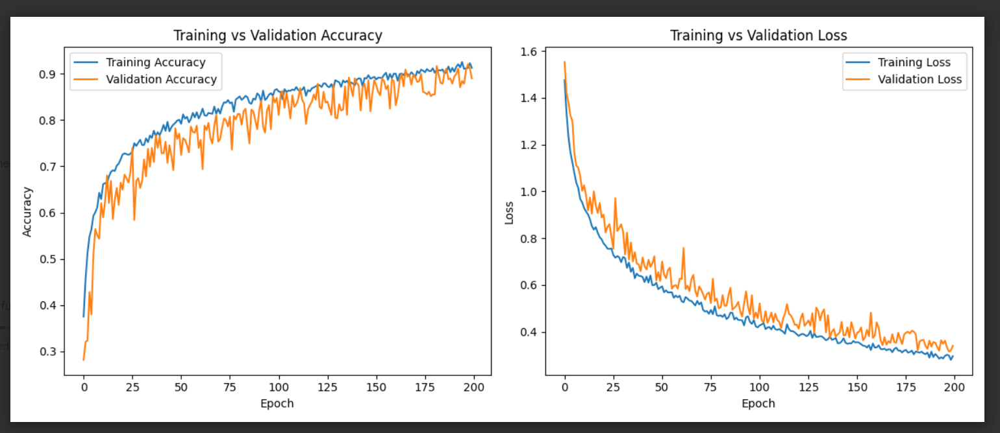 Training vs Validation Accuracy
Training Accuracy
Validation Accuracy
0.9
0.8
0.7
0.6
0.5
0.4
0.3
Accuracy
0 25 50 75 100 125 150 175 200
Epoch
Training vs Validation Loss
Training Loss
Validation Loss
1.6
1.4
1.2
1.0
0.8
0.6
0.4
Loss
0 25 50 75 100 125 150 175 200
Epoch